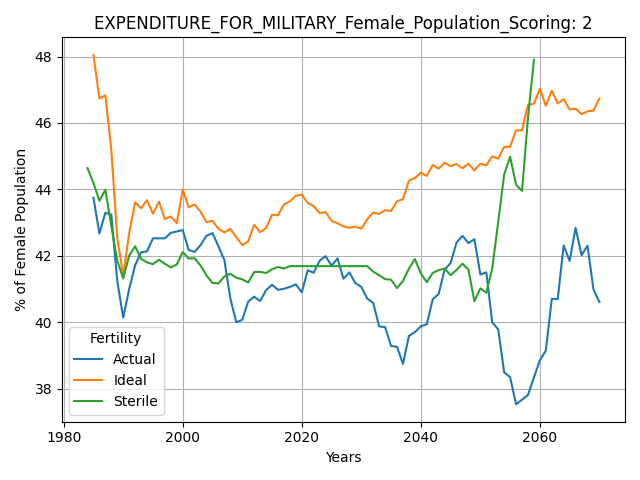 EXPENDITURE_FOR_MILITARY_Female_Population_Scoring: 2
% of Female Population
48
46
44
42
40
38
Fertility
Actual
Ideal
Sterile
1980
2000
2020
2040
2060
Years